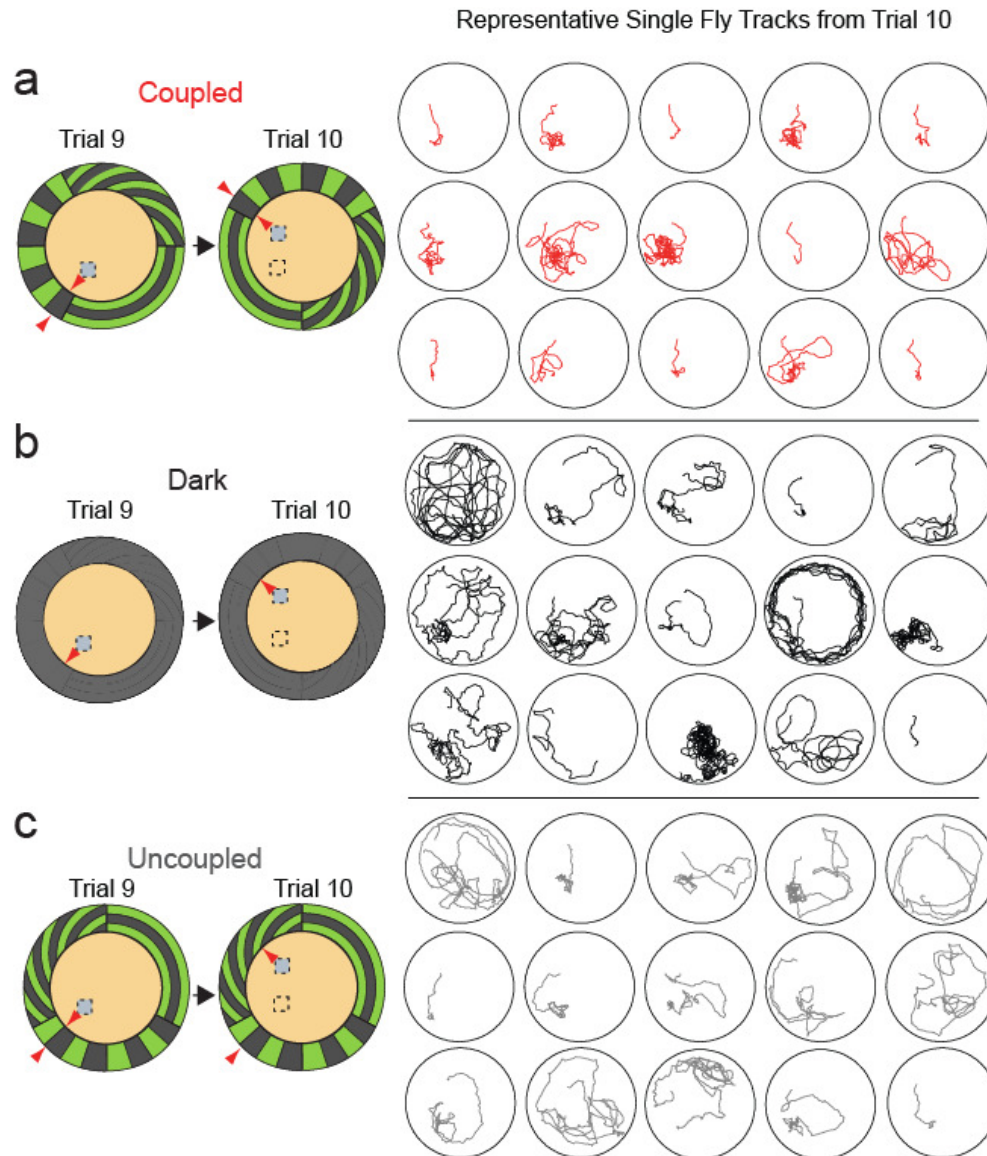 Representative Single Fly Tracks from Trial 10
a
Coupled
Trial 9 Trial 10
b
Dark
Trial 9 Trial 10
c
Uncoupled
Trial 9 Trial 10